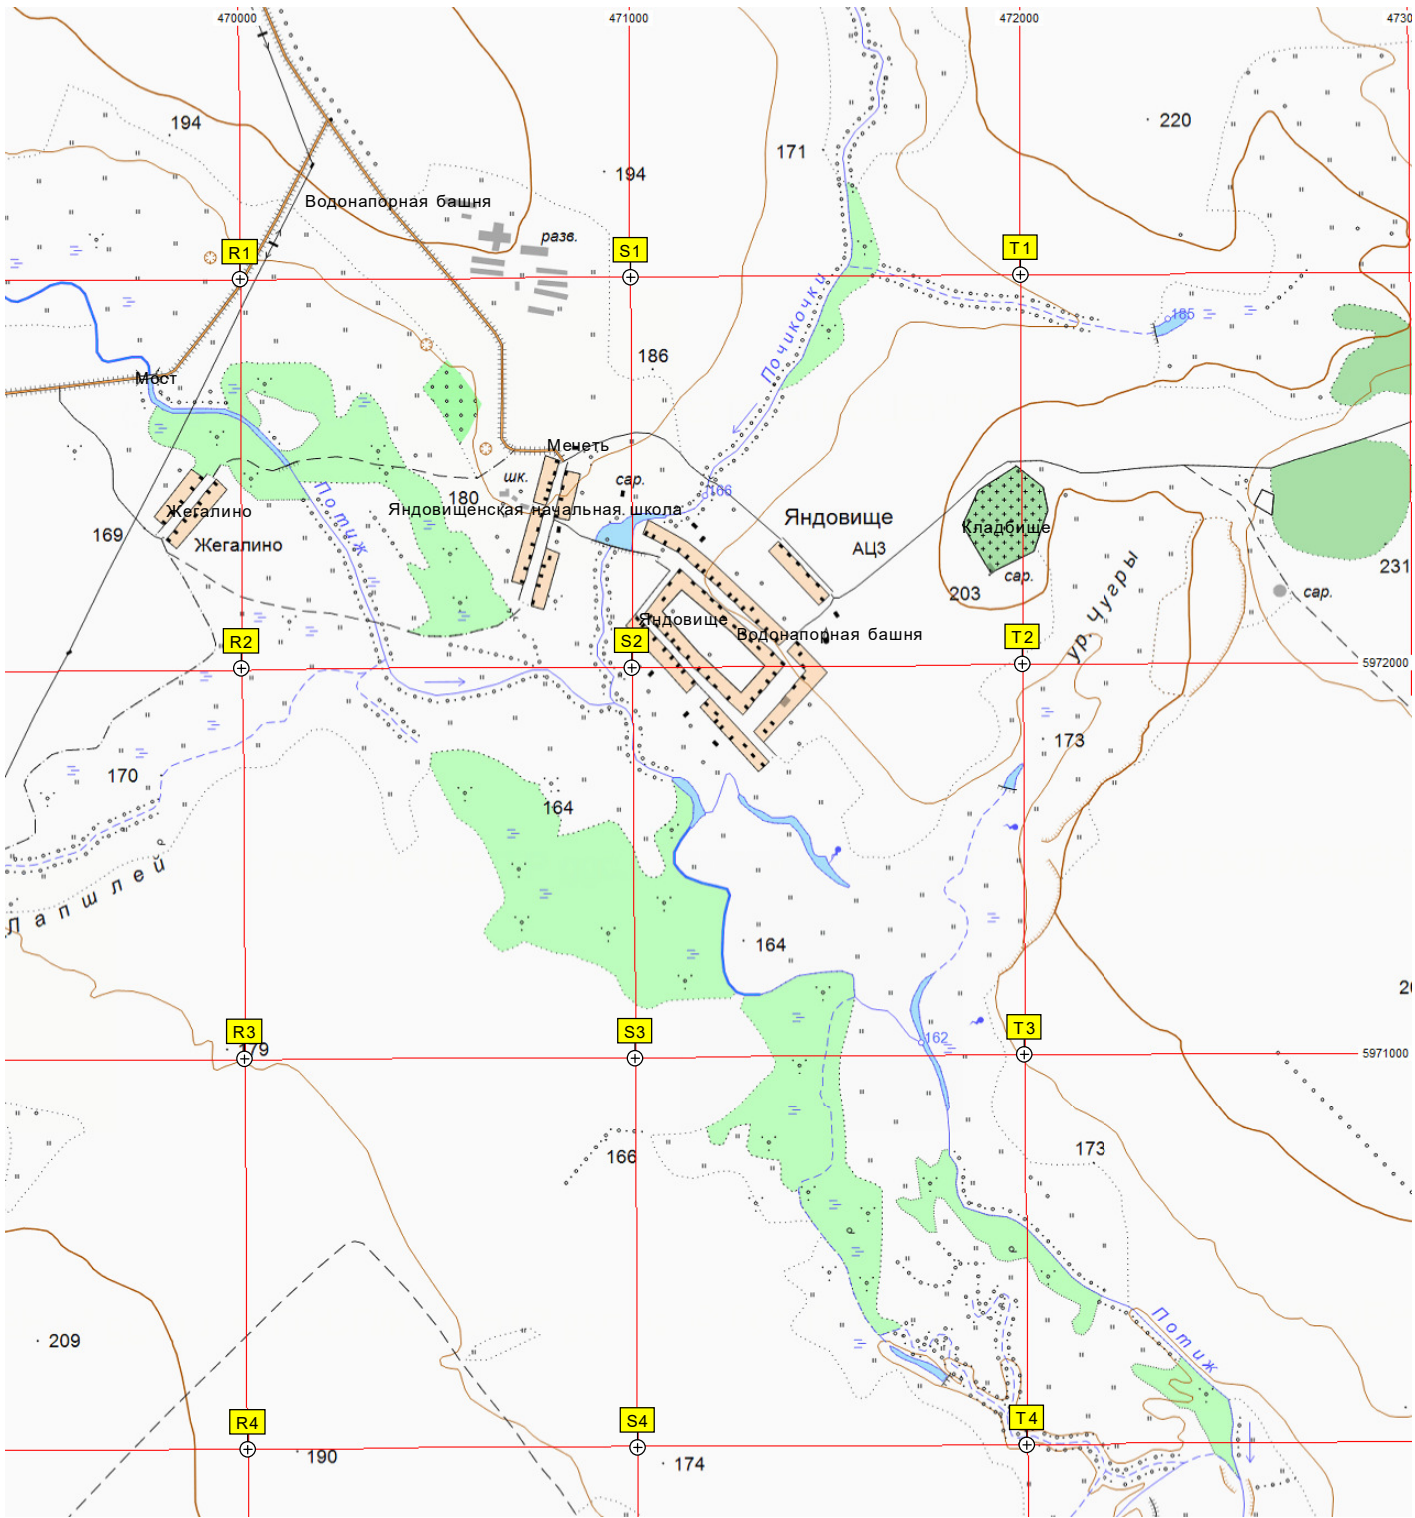 470000
471000
472000
4730
194
220
171
194
Водонапорная башня
разв.
R1
S1
T1
Почикочки
185
186
Мост
Мечеть
шк.
сар.
180
166
Жегалино
Яндовищенская начальная школа
Яндовище
Кладбище
169
Жегалино
Потиж
АЦЗ
сар.
231
203
сар.
ур. Чугры
Яндовище
Водонапорная башня
R2
S2
T2
5972000
173
170
164
Лапшлей
164
20
162
R3
S3
T3
179
5971000
166
173
Потиж
209
R4
S4
T4
190
174